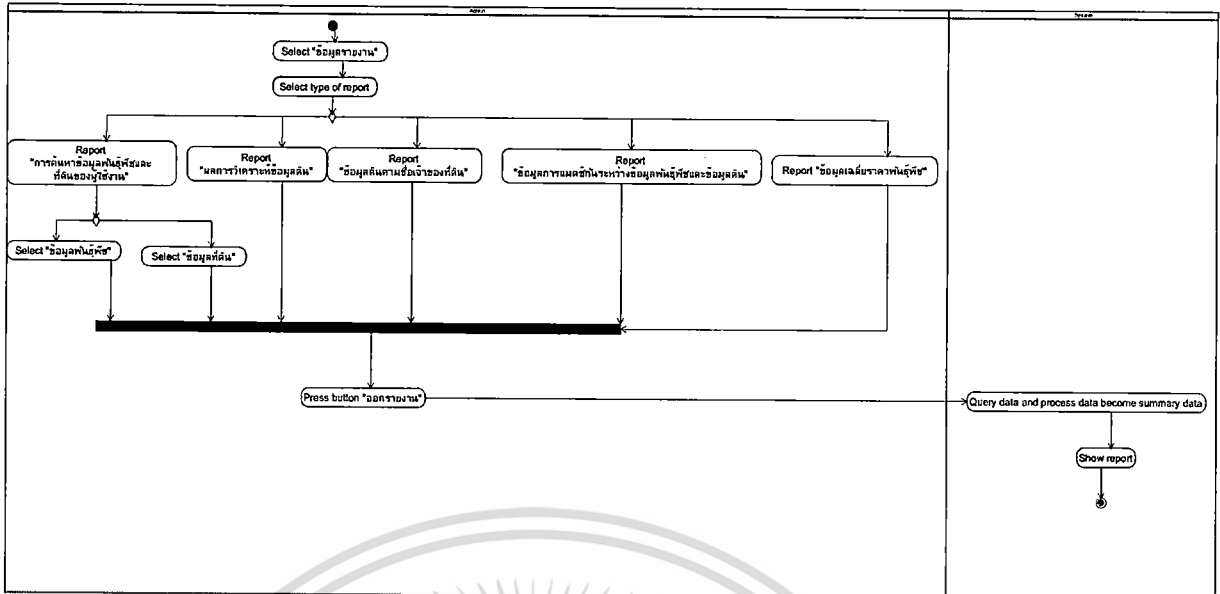 Admin
System
Select "ข้อมูลรายงาน"
Select type of report
Report
"การค้นหาข้อมูลพันธุ์พืชและ
ที่ดินของผู้ใช้งาน"
Report
"ผลการวิเคราะห์ข้อมูลดิน"
Report
"ข้อมูลดินตามชื่อเจ้าของที่ดิน"
Report
"ข้อมูลการแมตชีกันระหว่างข้อมูลพันธุ์พืชและข้อมูลดิน"
Report "ข้อมูลเฉลี่ยราคาพันธุ์พืช"
Select "ข้อมูลพันธุ์พืช"
Select "ข้อมูลที่ดิน"
Press button "ออกรายงาน"
Query data and process data become summary data
Show report